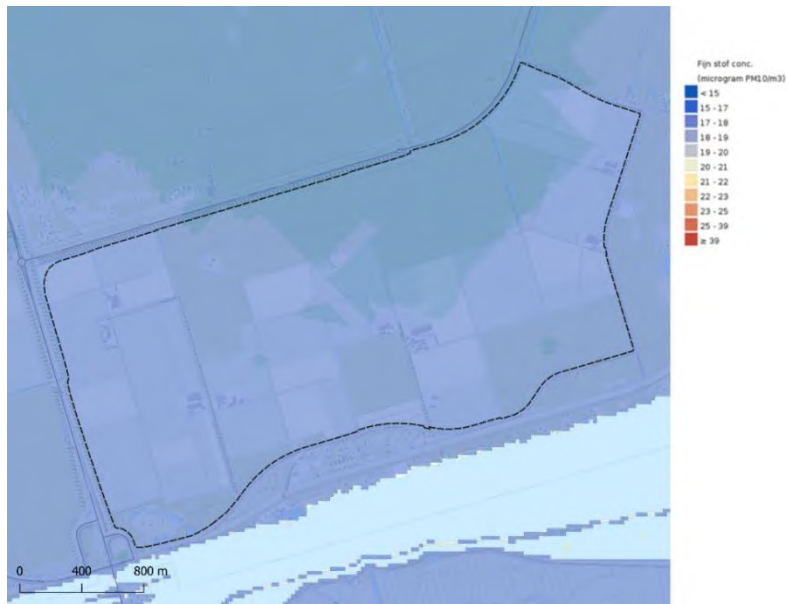 Fijn stof conc.
(microgram PM10/m3)
< 15
15 - 17
17 - 18
18 - 19
19 - 20
20 - 21
21 - 22
22 - 23
23 - 25
25 - 39
≥ 39
0 400 800 m